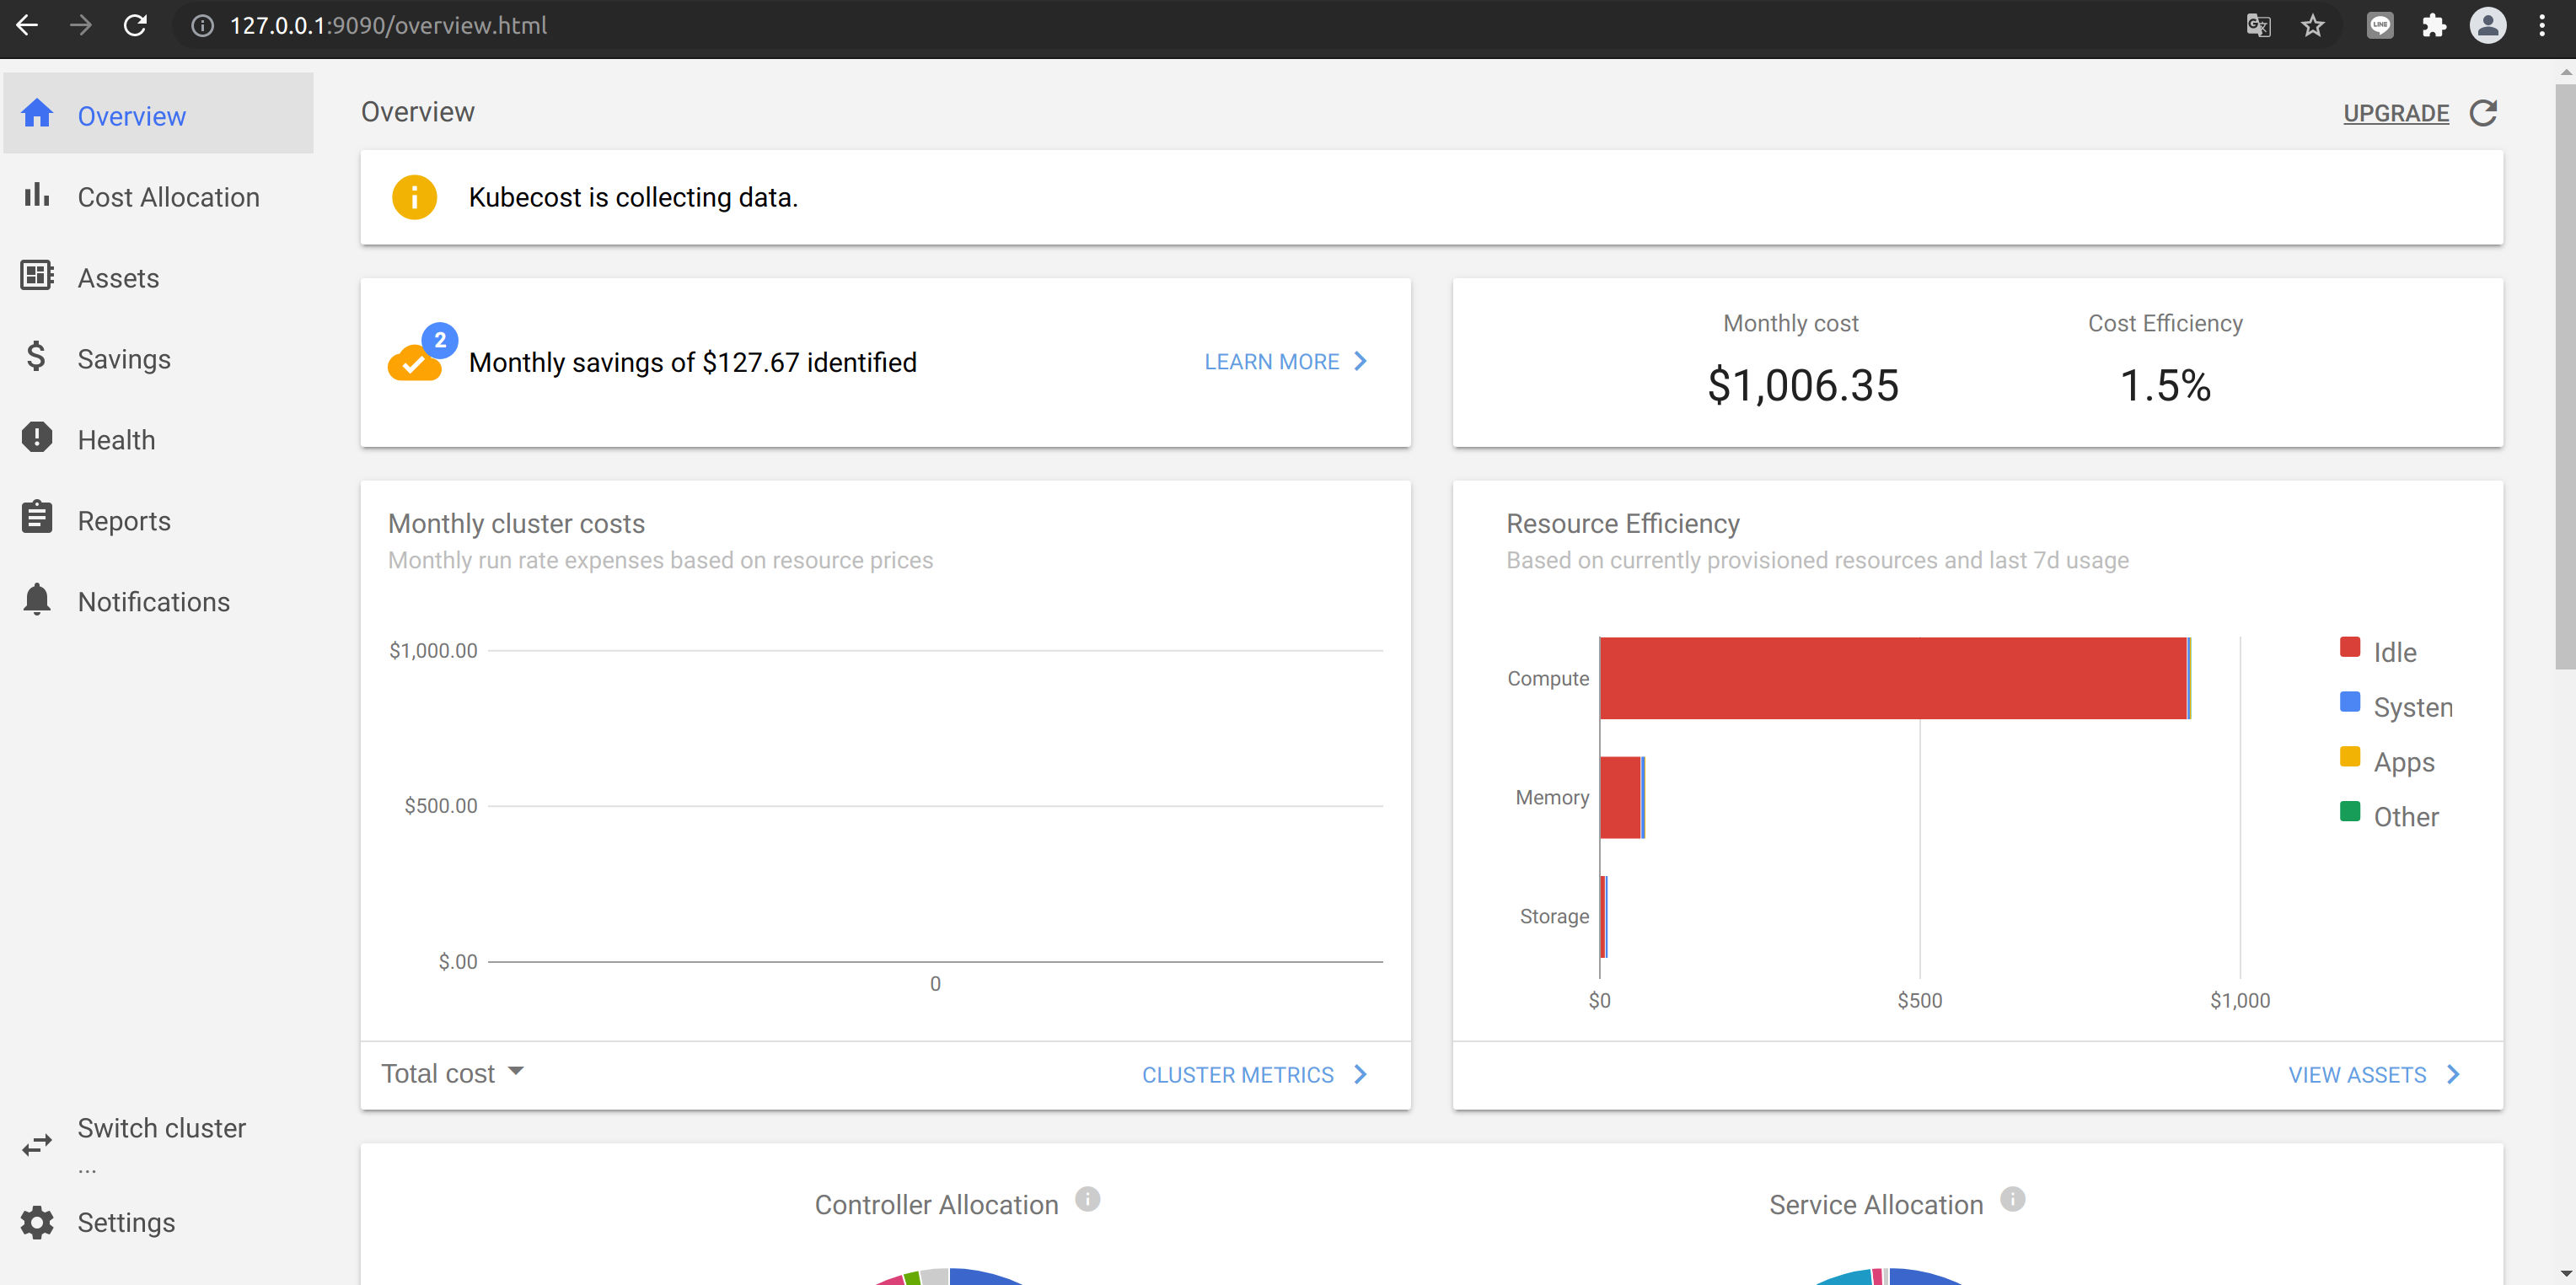 127.0.0.1:9090/overview.html
LINE
Overview
Cost Allocation
Assets
Savings
Health
Reports
Notifications
Switch cluster
...
Settings
Overview
UPGRADE
Kubecost is collecting data.
2
Monthly savings of $127.67 identified
LEARN MORE
Monthly cost
$1,006.35
Cost Efficiency
1.5%
Monthly cluster costs
Monthly run rate expenses based on resource prices
$1,000.00
$500.00
$.00
0
Total cost
CLUSTER METRICS
Resource Efficiency
Based on currently provisioned resources and last 7d usage
Compute
Memory
Storage
$0
$500
$1,000
Idle
System
Apps
Other
VIEW ASSETS
Controller Allocation
Service Allocation